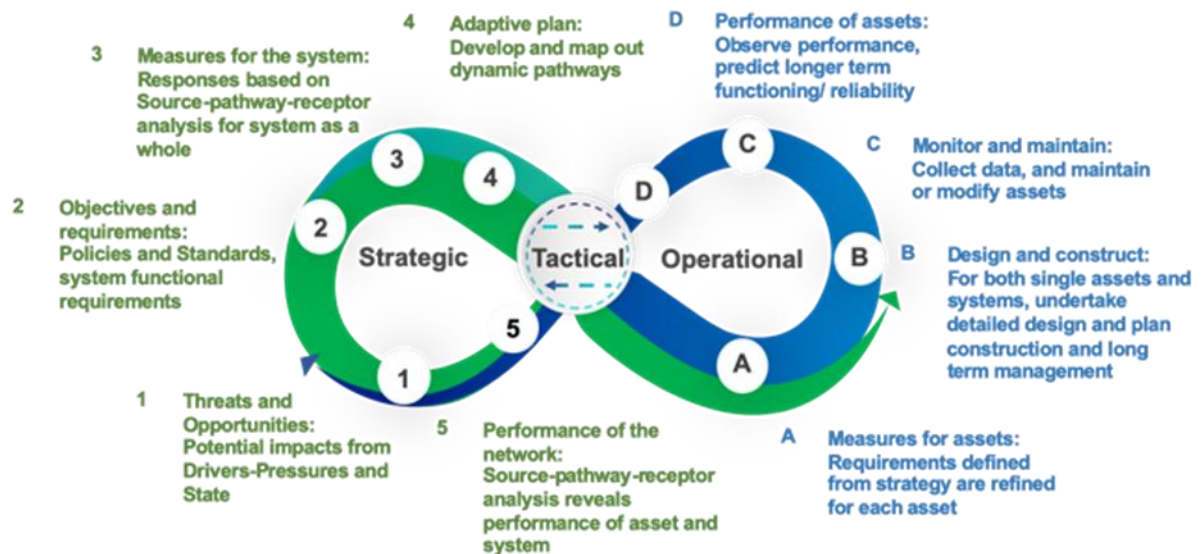 4 Adaptive plan:
Develop and map out
dynamic pathways
D Performance of assets:
Observe performance,
predict longer term
functioning/ reliability
3 Measures for the system:
Responses based on
Source-pathway-receptor
analysis for system as a
whole
C Monitor and maintain:
Collect data, and maintain
or modify assets
2 Objectives and
requirements:
Policies and Standards,
system functional
requirements
3
4
2
D
C
B
Strategic
Tactical
Operational
B Design and construct:
For both single assets and
systems, undertake
detailed design and plan
construction and long
term management
5
1
A
1 Threats and
Opportunities:
Potential impacts from
Drivers-Pressures and
State
5 Performance of the
network:
Source-pathway-receptor
analysis reveals
performance of asset and
system
A Measures for assets:
Requirements defined
from strategy are refined
for each asset